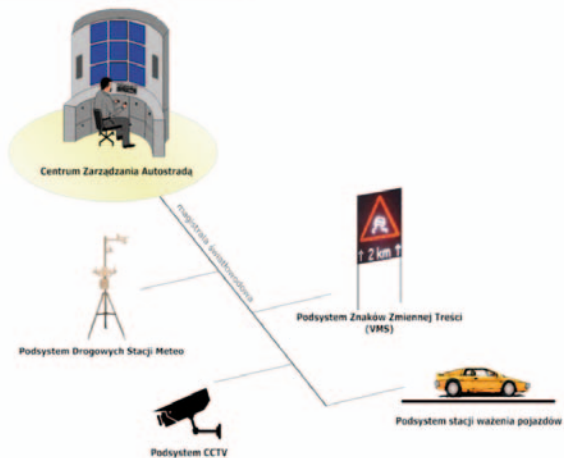 Centrum Zarządzania Autostradą
magistrala światłowodowa
↑ 2 km ↑
Podsystem Znaków Zmiennej Treści
(VMS)
Podsystem Drogowych Stacji Meteo
Podsystem stacji ważenia pojazdów
Podsystem CCTV